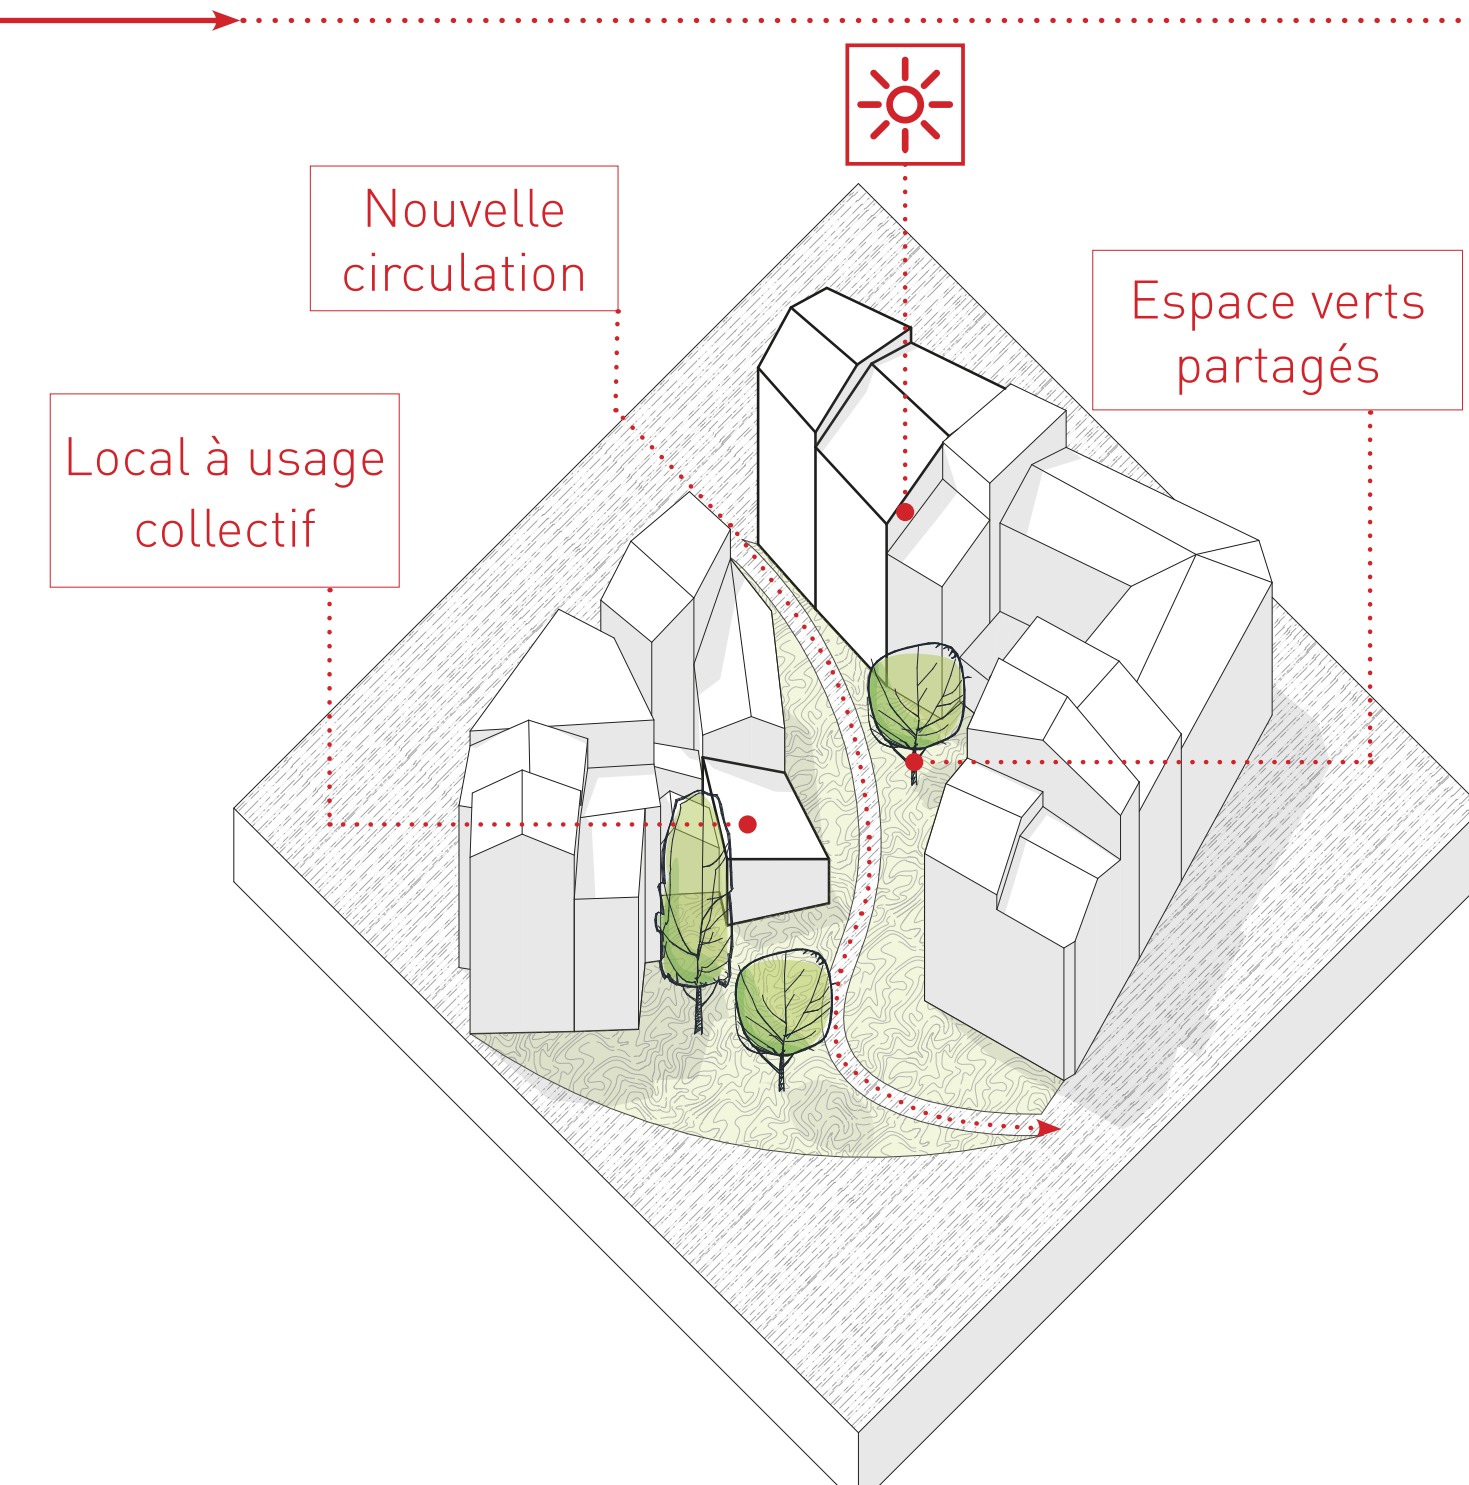 Nouvelle
circulation
Espace verts
partagés
Local à usage
collectif